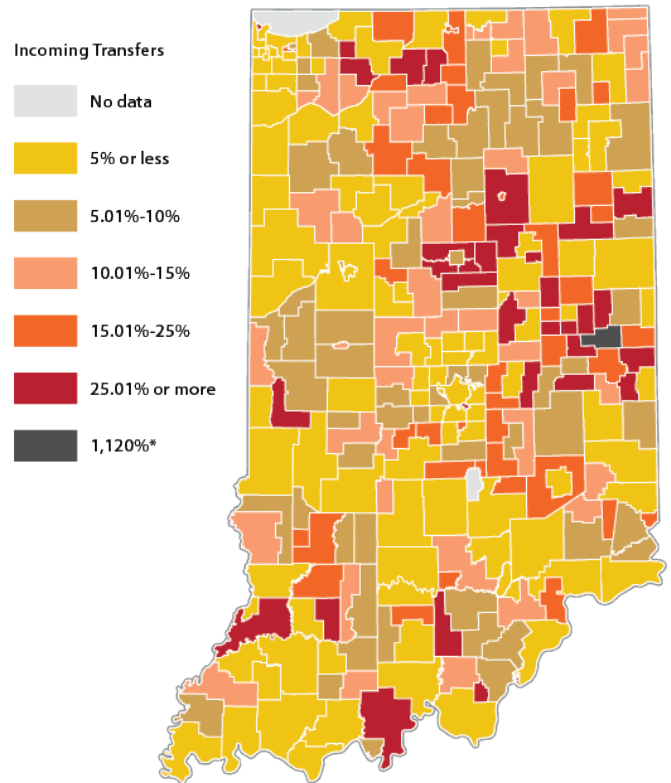 Incoming Transfers
No data
5% or less
5.01%-10%
10.01%-15%
15.01%-25%
25.01% or more
1,120%*